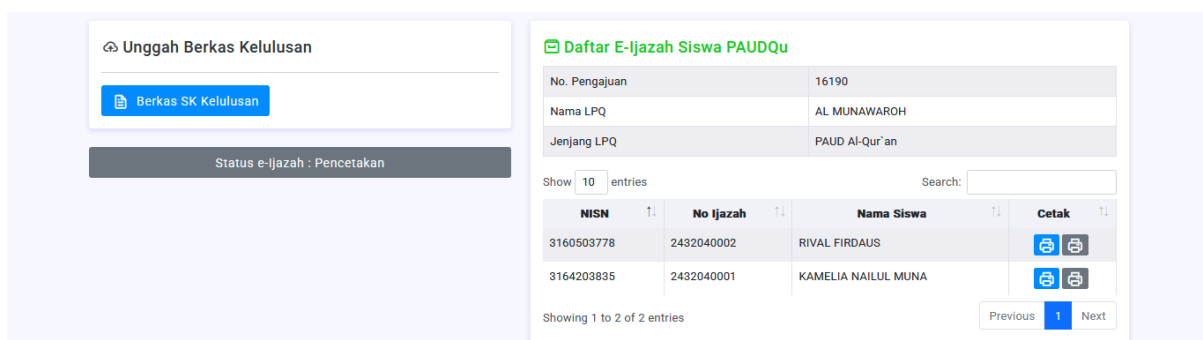 Unggah Berkas Kelulusan
Berkas SK Kelulusan
Status e-Ijazah : Pencetakan
Daftar E-Ijazah Siswa PAUDQu
No. Pengajuan 16190
Nama LPQ AL MUNAWAROH
Jenjang LPQ PAUD Al-Qur`an
Show 10 entries Search:
NISN No Ijazah Nama Siswa Cetak
3160503778 2432040002 RIVAL FIRDAUS
3164203835 2432040001 KAMELIA NAILUL MUNA
Showing 1 to 2 of 2 entries Previous 1 Next